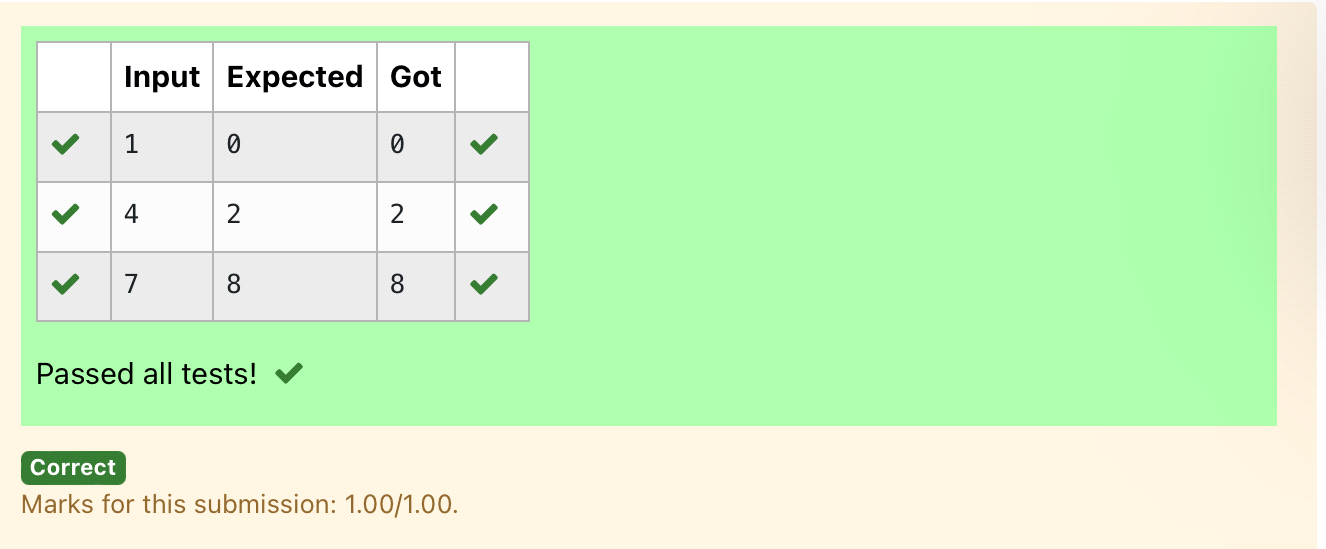 Input Expected Got
1 0 0
4 2 2
7 8 8
Passed all tests!
Correct
Marks for this submission: 1.00/1.00.